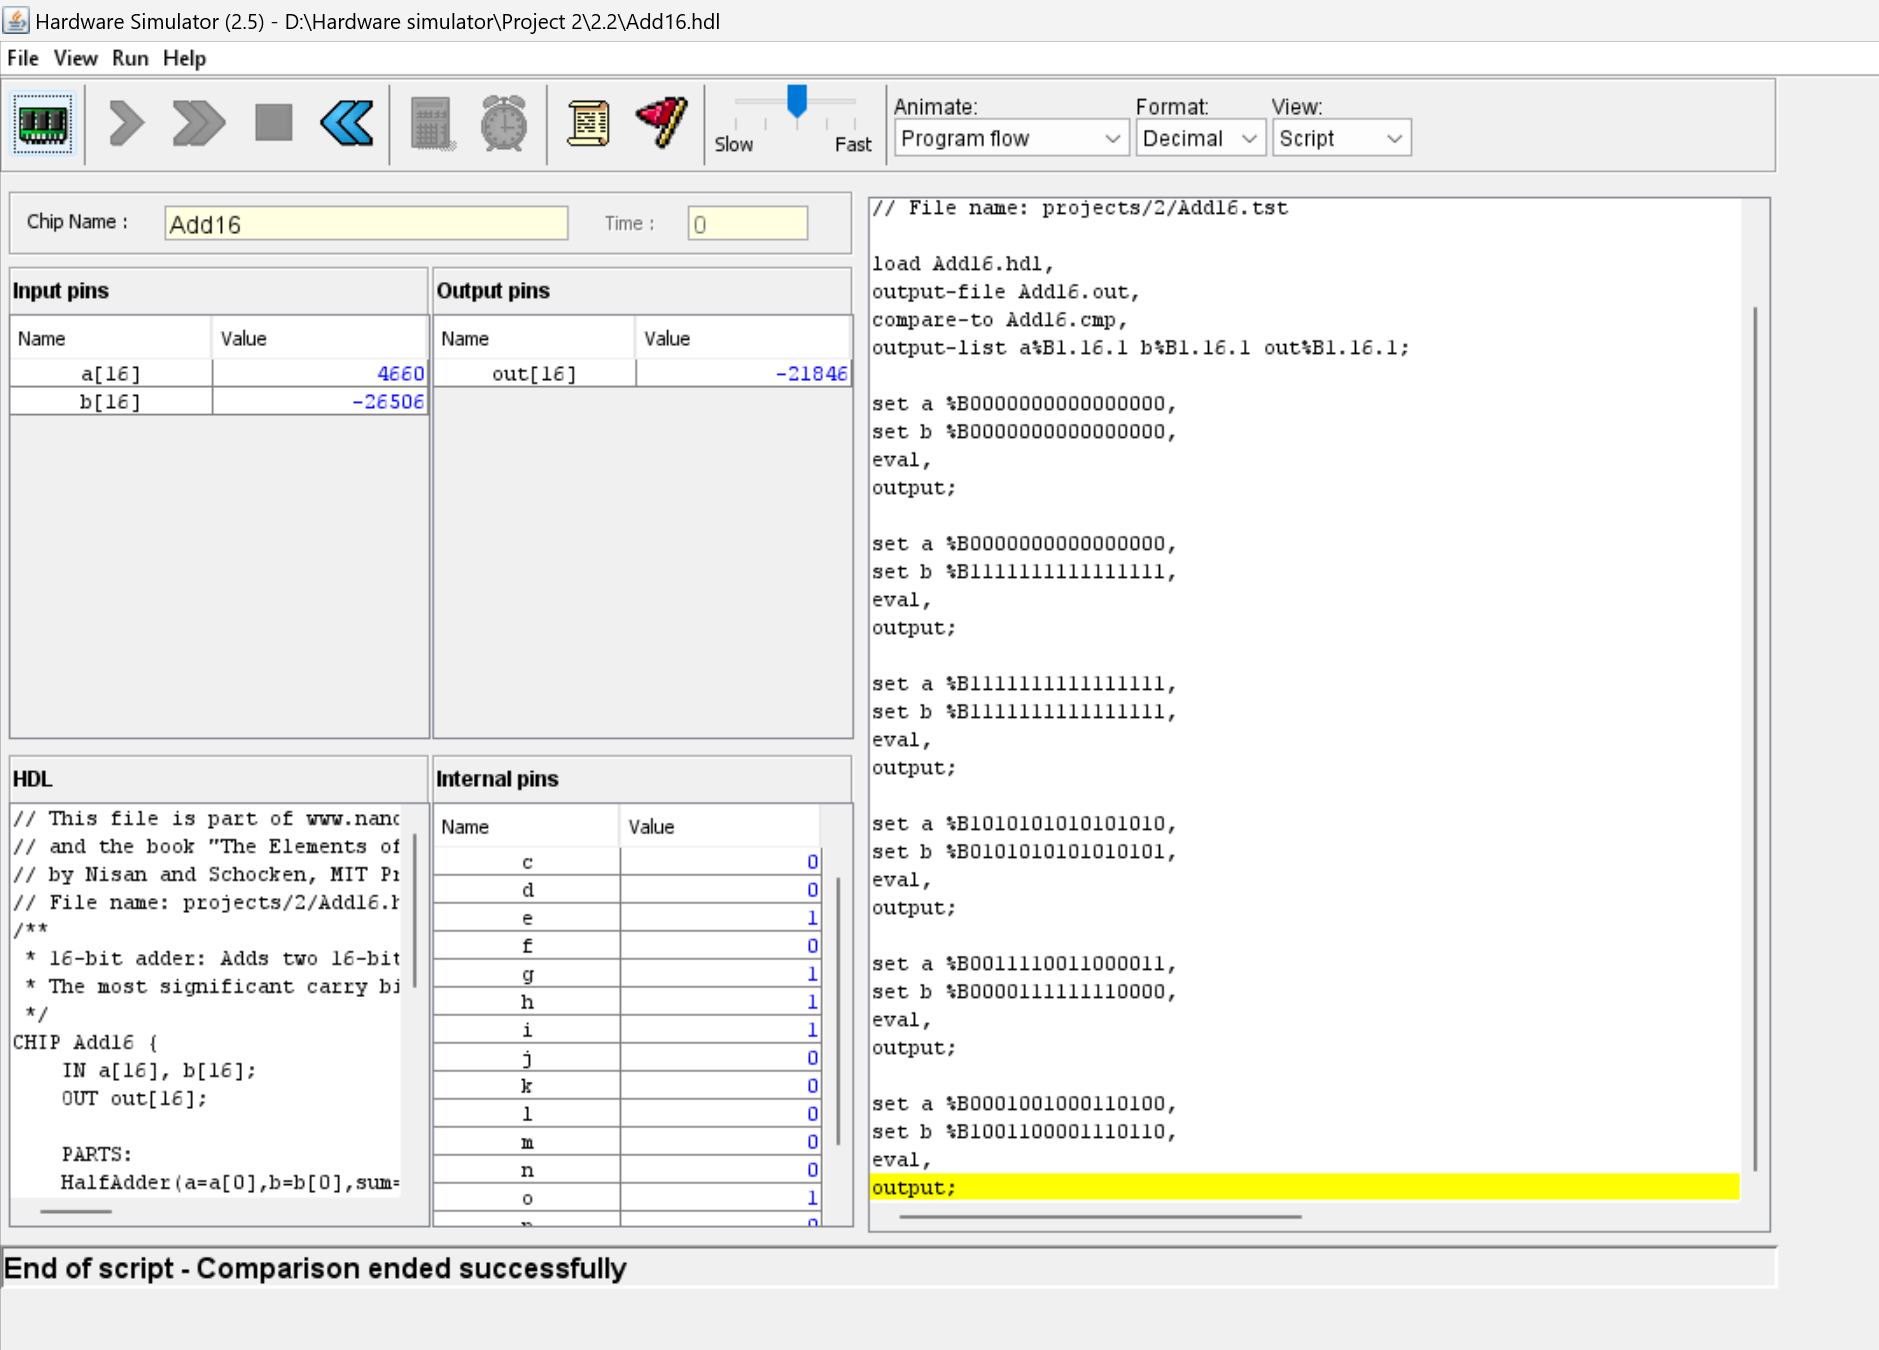 Hardware Simulator (2.5) - D:\Hardware simulator\Project 2\2.2\Add16.hdl
File View Run Help
Slow Fast
Animate: Format: View:
Program flow Decimal Script
Chip Name : Add16 Time : 0
Input pins
Name Value
a[16] 4660
b[16] -26506
Output pins
Name Value
out[16] -21846
HDL
// This file is part of www.nanc
// and the book "The Elements of
// by Nisan and Schocken, MIT Pr
// File name: projects/2/Add16.h
/**
* 16-bit adder: Adds two 16-bit
* The most significant carry bi
*/
CHIP Add16 {
IN a[16], b[16];
OUT out[16];
PARTS:
HalfAdder(a=a[0],b=b[0],sum=
Internal pins
Name Value
c 0
d 0
e 1
f 0
g 1
h 1
i 1
j 0
k 0
l 0
m 0
n 0
o 1
// File name: projects/2/Add16.tst
load Add16.hdl,
output-file Add16.out,
compare-to Add16.cmp,
output-list a%B1.16.1 b%B1.16.1 out%B1.16.1;
set a %B0000000000000000,
set b %B0000000000000000,
eval,
output;
set a %B0000000000000000,
set b %B1111111111111111,
eval,
output;
set a %B1111111111111111,
set b %B1111111111111111,
eval,
output;
set a %B1010101010101010,
set b %B0101010101010101,
eval,
output;
set a %B0011110011000011,
set b %B0000111111110000,
eval,
output;
set a %B0001001000110100,
set b %B1001100001110110,
eval,
output;
End of script - Comparison ended successfully